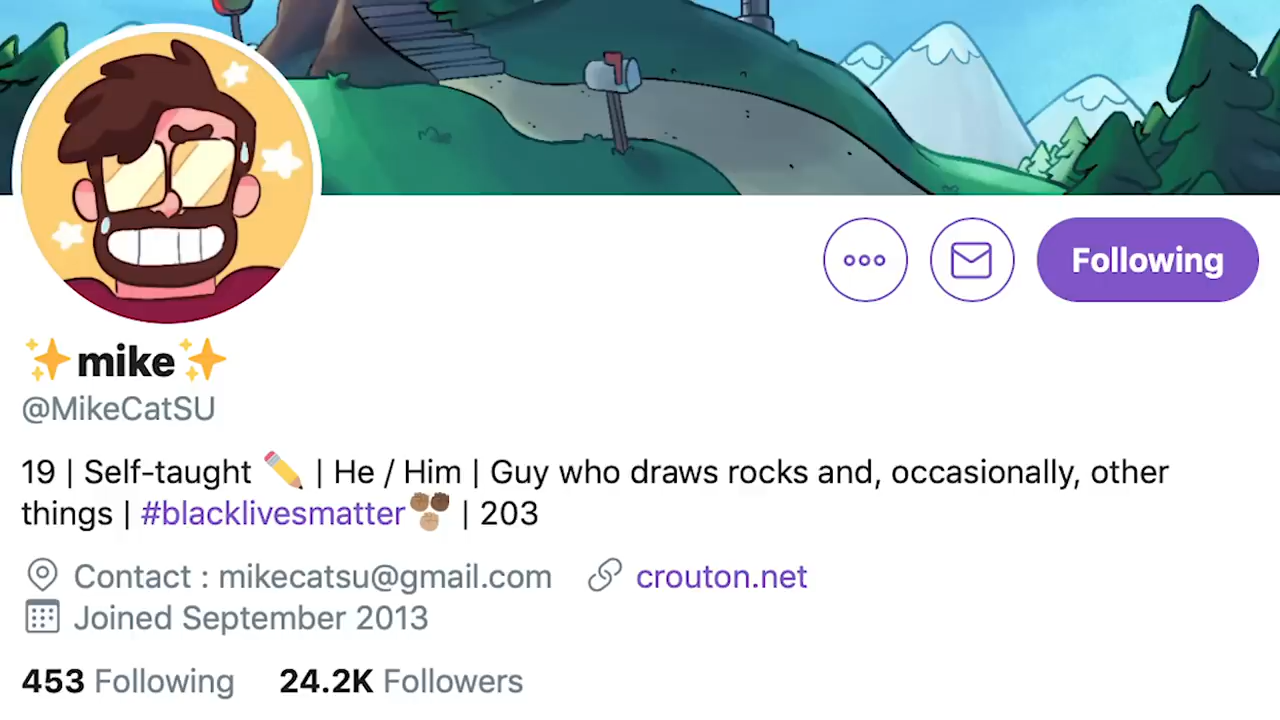 Following
✨mike✨
@MikeCatSU
19 | Self-taught ✏️ | He / Him | Guy who draws rocks and, occasionally, other
things | #blacklivesmatter✊🏾✊🏿✊🏽 | 203
Contact : mikecatsu@gmail.com crouton.net
Joined September 2013
453 Following 24.2K Followers